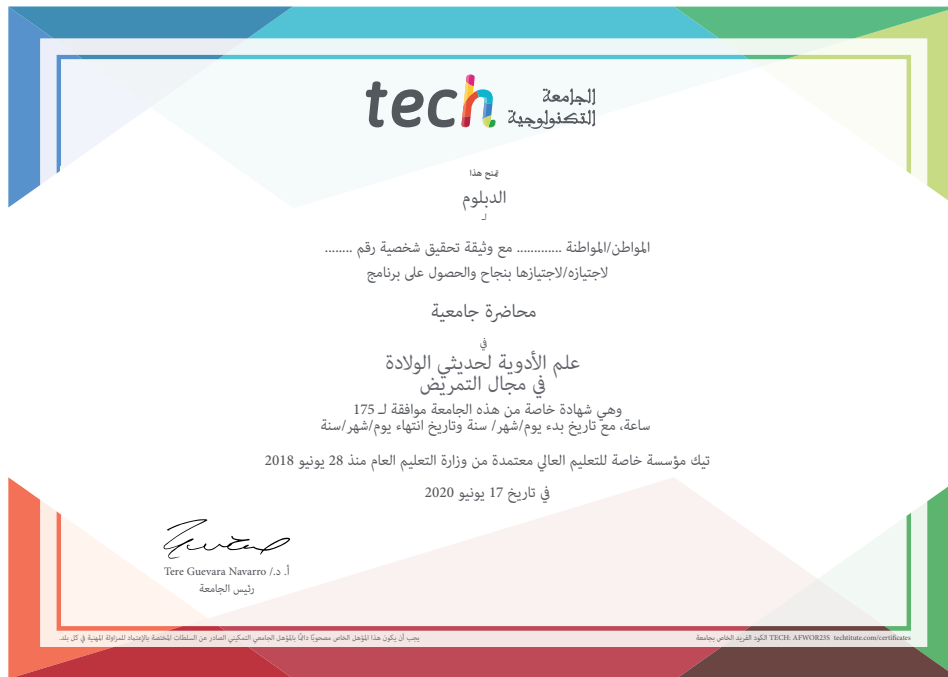 tech الجامعة
التكنولوجية
يمنح هذا
الدبلوم
لـ
المواطن/المواطنة ............ مع وثيقة تحقيق شخصية رقم ........
لاجتيازه/لاجتيازها بنجاح والحصول على برنامج
محاضرة جامعية
في
علم الأدوية لحديثي الولادة
في مجال التمريض
وهي شهادة خاصة من هذه الجامعة موافقة لـ 175
ساعة، مع تاريخ بدء يوم/شهر/ سنة وتاريخ انتهاء يوم/شهر/سنة
تيك مؤسسة خاصة للتعليم العالي معتمدة من وزارة التعليم العام منذ 28 يونيو 2018
في تاريخ 17 يونيو 2020
أ. د./ Tere Guevara Navarro
رئيس الجامعة
يجب أن يكون هذا المؤهل الخاص مصحوبًا دائمًا بالمؤهل الجامعي التمكيني الصادر عن السلطات المختصة بالإعتماد للمزاولة المهنية في كل بلد.
الكود الفريد الخاص بجامعة TECH: AFWOR23S techtitute.com/certificates